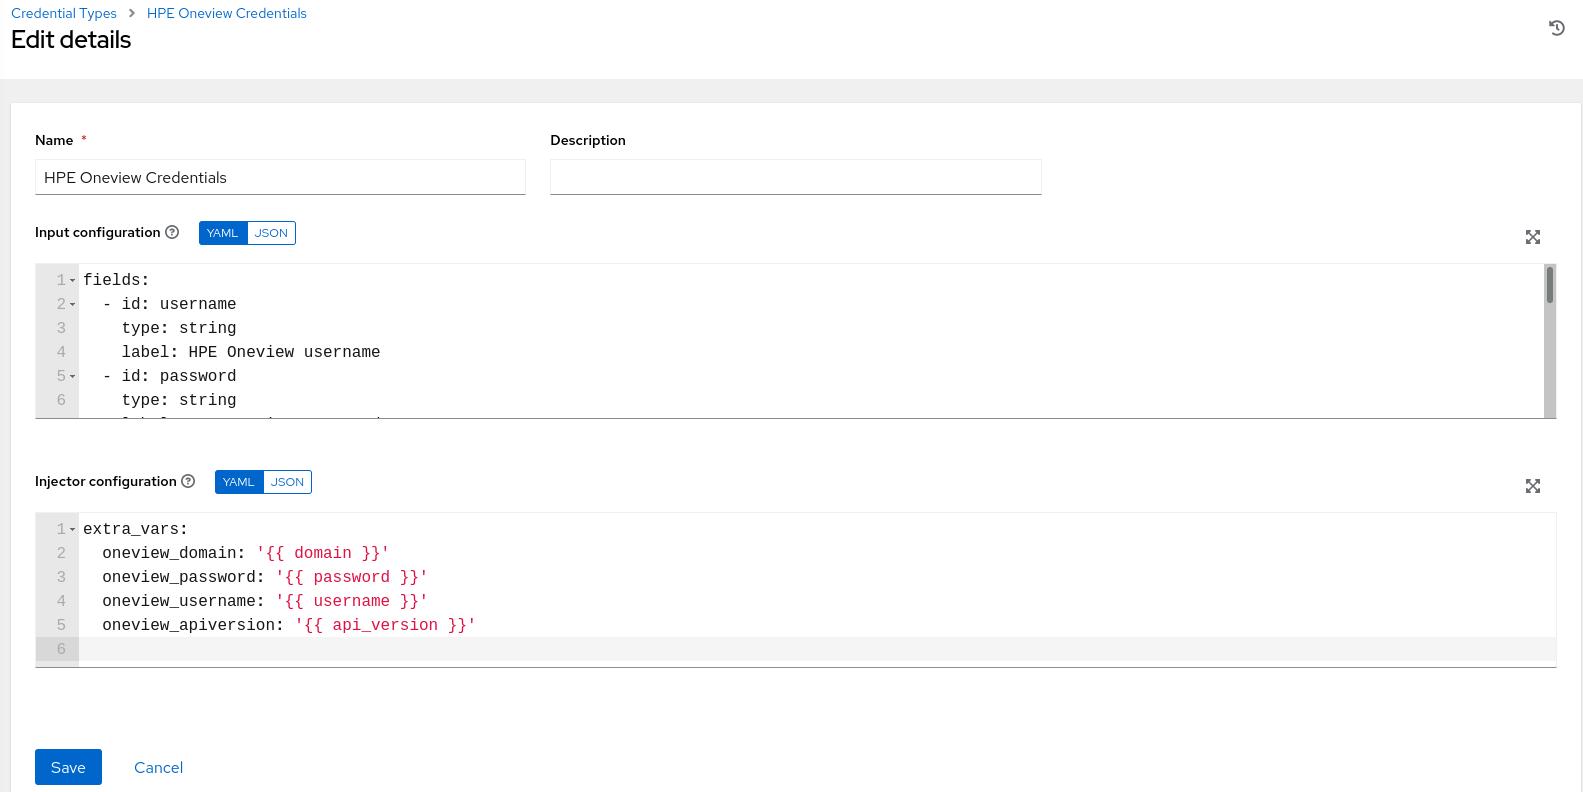 Credential Types > HPE Oneview Credentials
Edit details
Name *
Description
HPE Oneview Credentials
Input configuration YAML JSON
1 fields:
2   - id: username
3     type: string
4     label: HPE Oneview username
5   - id: password
6     type: string
Injector configuration YAML JSON
1 extra_vars:
2   oneview_domain: '{{ domain }}'
3   oneview_password: '{{ password }}'
4   oneview_username: '{{ username }}'
5   oneview_apiversion: '{{ api_version }}'
6
Save Cancel